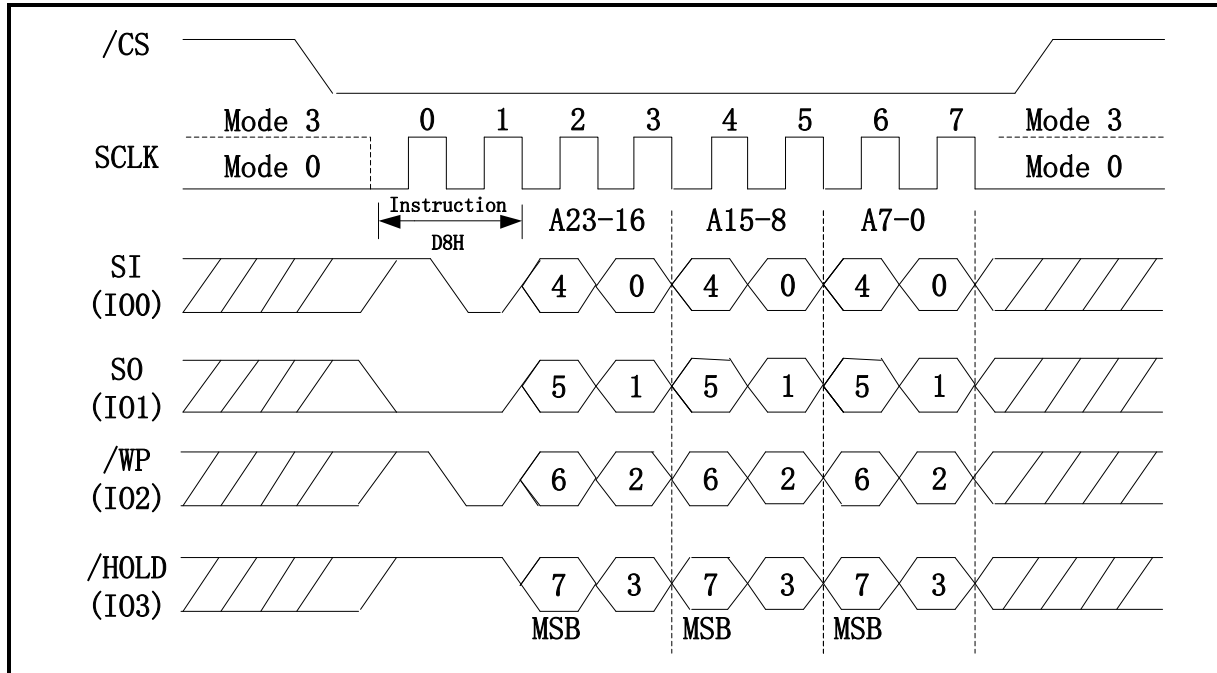 /CS
Mode 3 0 1 2 3 4 5 6 7 Mode 3
SCLK
Mode 0 Mode 0
Instruction A23-16 A15-8 A7-0
D8H
SI
(IO0)
4 0 4 0 4 0
SO
(IO1)
5 1 5 1 5 1
/WP
(IO2)
6 2 6 2 6 2
/HOLD
(IO3)
7 3 7 3 7 3
MSB MSB MSB